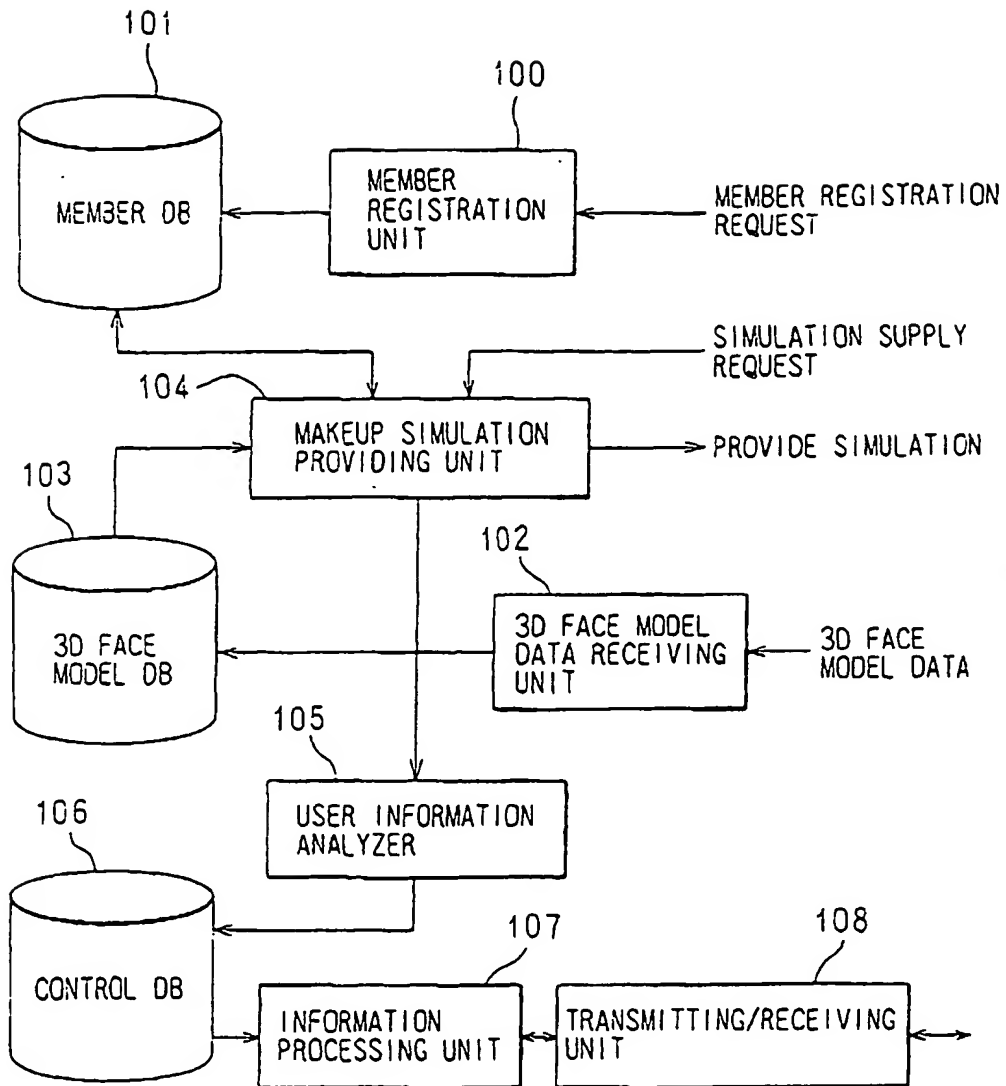 101
100
MEMBER DB
MEMBER
REGISTRATION
UNIT
MEMBER REGISTRATION
REQUEST
SIMULATION SUPPLY
REQUEST
104
MAKEUP SIMULATION
PROVIDING UNIT
PROVIDE SIMULATION
103
102
3D FACE
MODEL DB
3D FACE MODEL
DATA RECEIVING
UNIT
3D FACE
MODEL DATA
105
USER INFORMATION
ANALYZER
106
107
108
CONTROL DB
INFORMATION
PROCESSING UNIT
TRANSMITTING/RECEIVING
UNIT